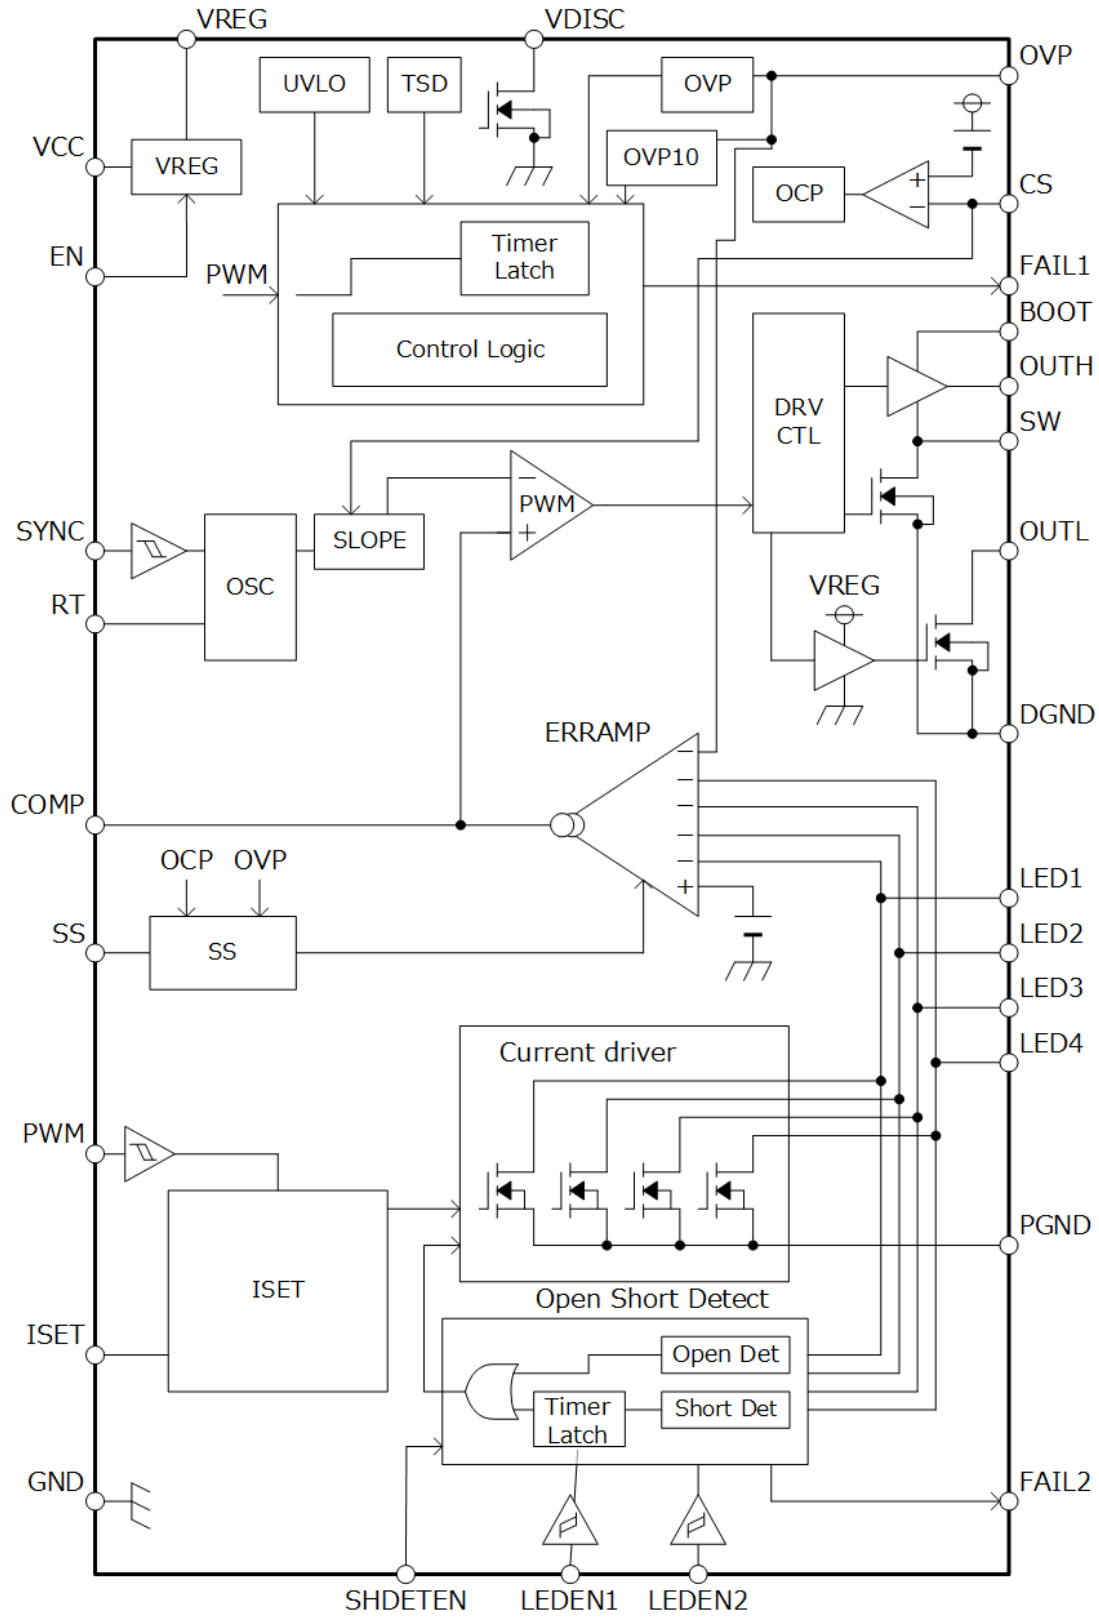 VREG
VDISC
OVP
UVLO
TSD
OVP
VCC
VREG
OVP10
OCP
+
−
CS
EN
PWM
Timer
Latch
FAIL1
BOOT
Control Logic
OUTH
DRV
CTL
SW
−
PWM
+
SYNC
SLOPE
OUTL
OSC
RT
VREG
DGND
ERRAMP
−
−
−
−
−
+
COMP
OCP
OVP
LED1
SS
SS
LED2
LED3
LED4
Current driver
PWM
PGND
ISET
Open Short Detect
ISET
Open Det
Timer
Latch
Short Det
GND
FAIL2
SHDETEN
LEDEN1
LEDEN2